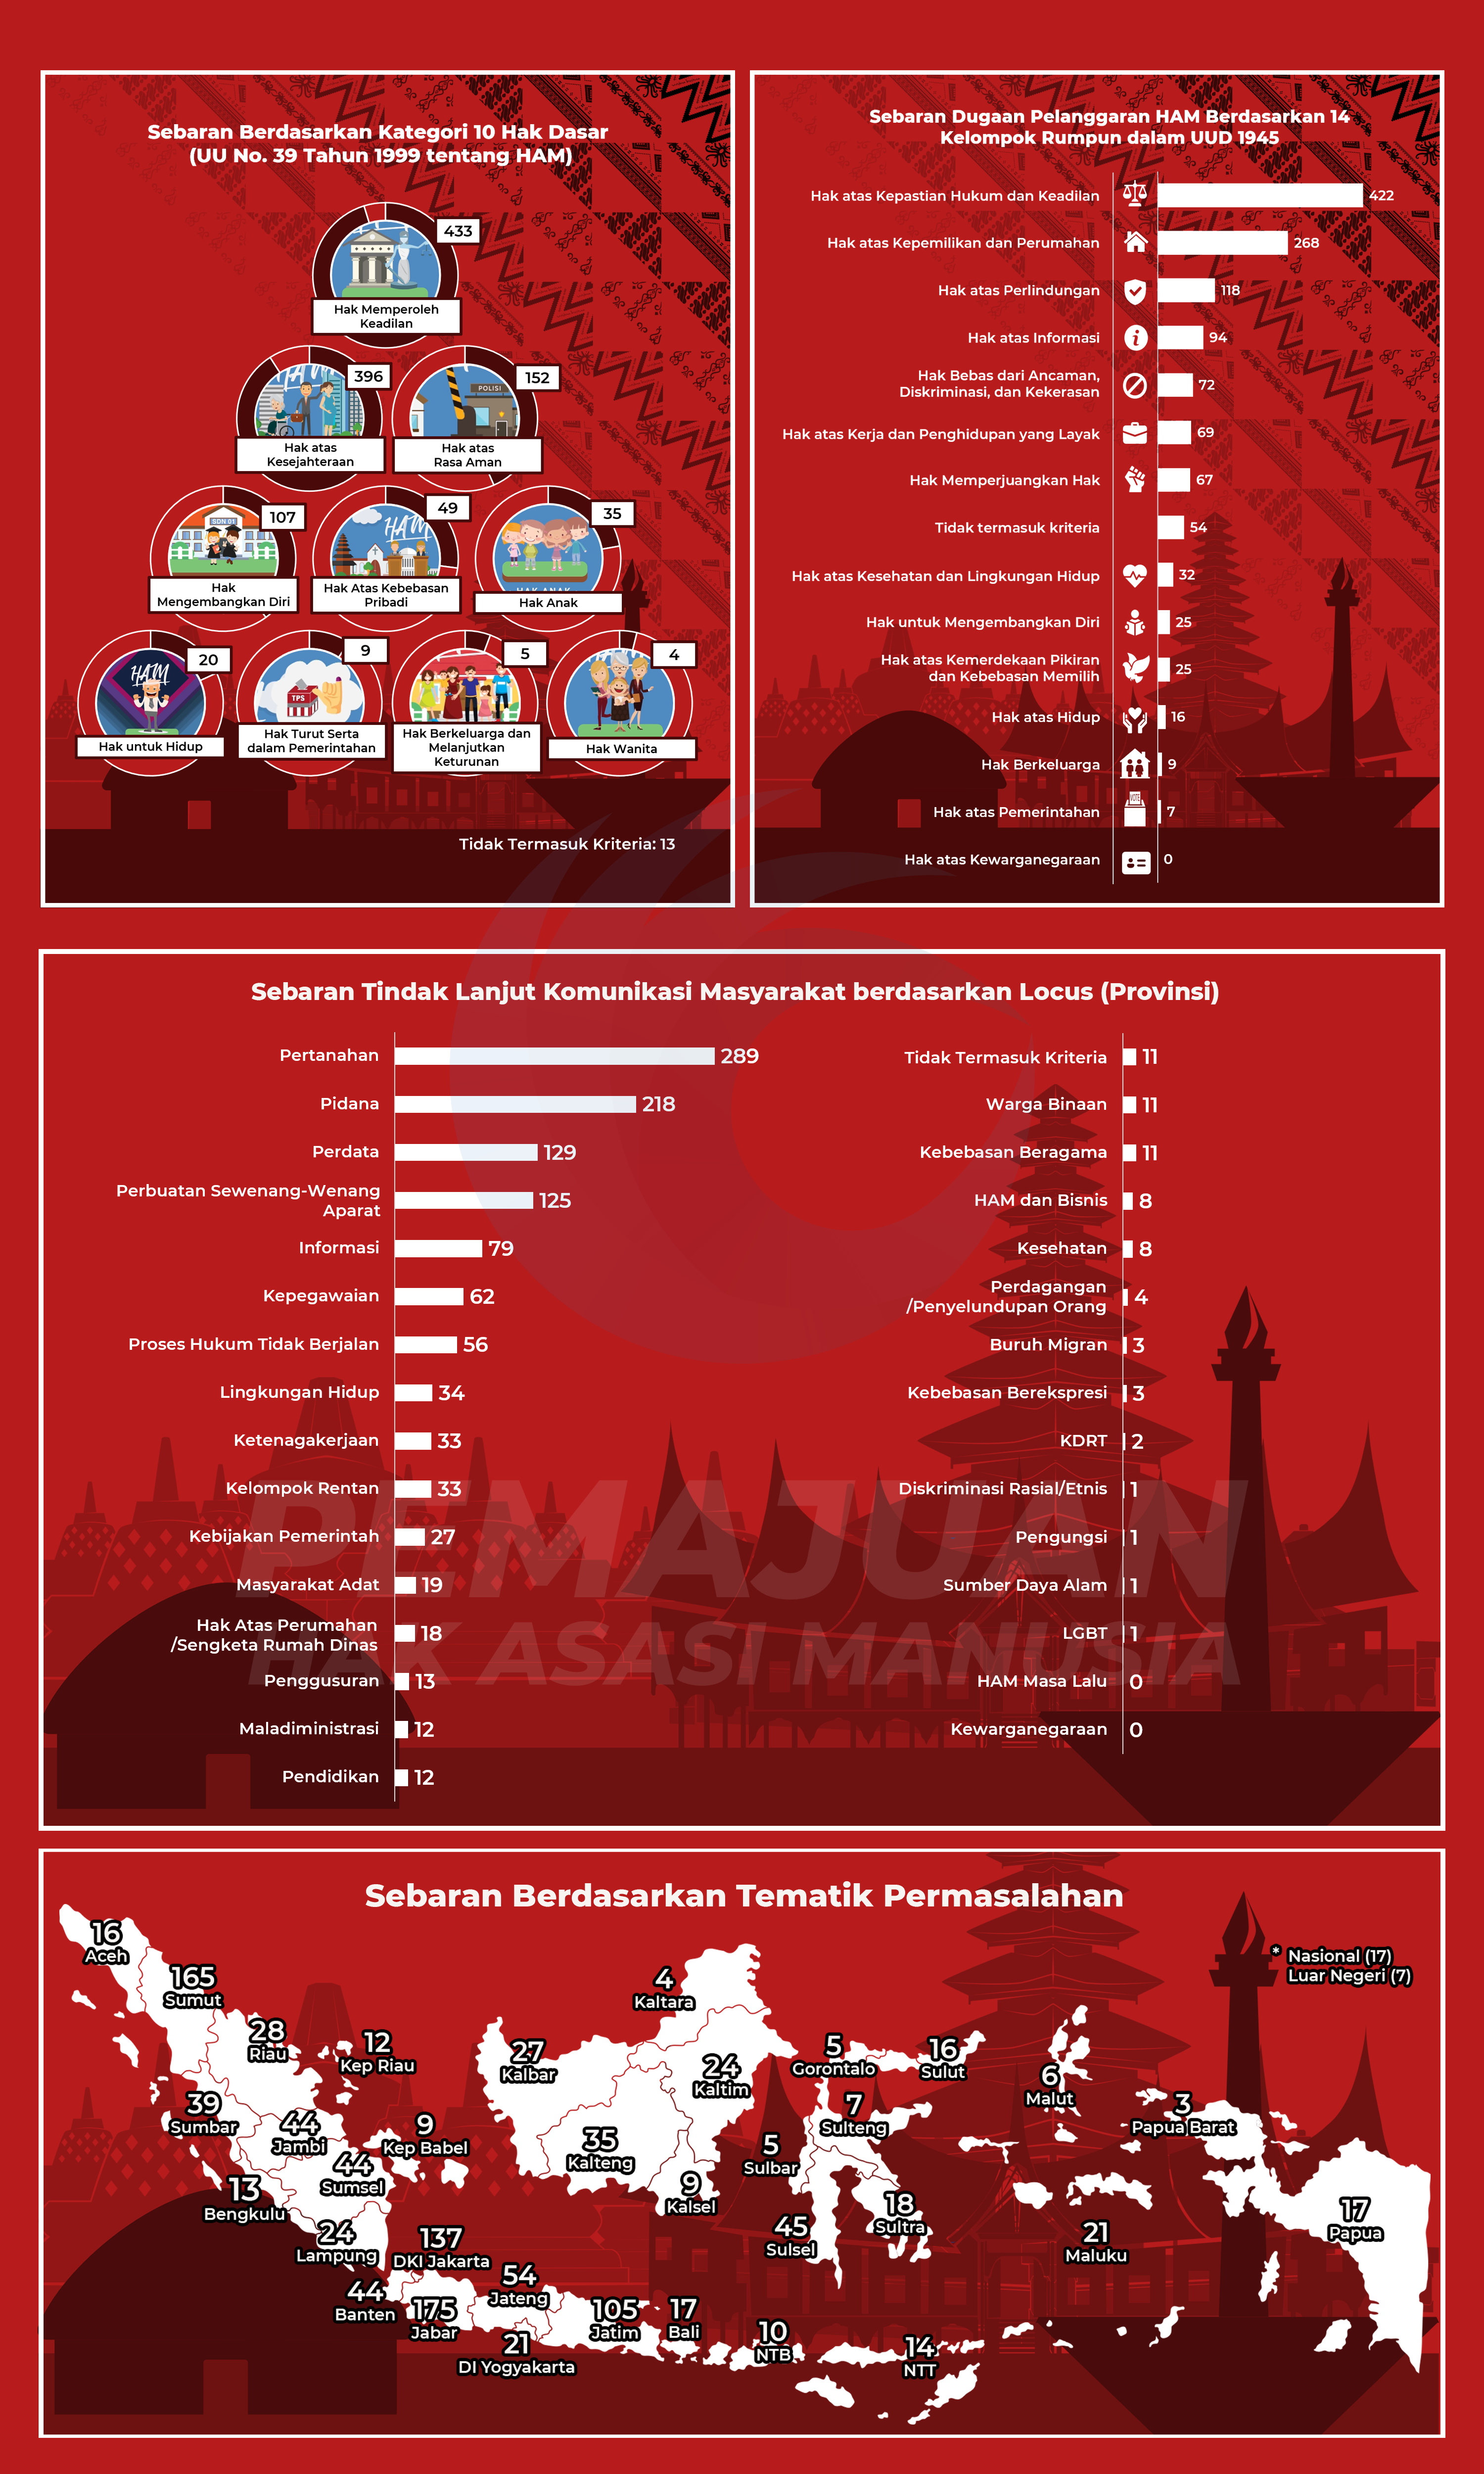 Sebaran Berdasarkan Kategori 10 Hak Dasar
(UU No. 39 Tahun 1999 tentang HAM)
433
Hak Memperoleh
Keadilan
396
Hak atas
Kesejahteraan
POLISI
152
Hak atas
Rasa Aman
SDN 01
107
Hak
Mengembangkan Diri
HAM
49
Hak Atas Kebebasan
Pribadi
35
HAK ANAK
Hak Anak
HAM
20
Hak untuk Hidup
TPS
9
Hak Turut Serta
dalam Pemerintahan
5
Hak Berkeluarga dan
Melanjutkan
Keturunan
4
Hak Wanita
Tidak Termasuk Kriteria: 13
Sebaran Dugaan Pelanggaran HAM Berdasarkan 14
Kelompok Rumpun dalam UUD 1945
Hak atas Kepastian Hukum dan Keadilan 422
Hak atas Kepemilikan dan Perumahan 268
Hak atas Perlindungan 118
Hak atas Informasi 94
Hak Bebas dari Ancaman,
Diskriminasi, dan Kekerasan 72
Hak atas Kerja dan Penghidupan yang Layak 69
Hak Memperjuangkan Hak 67
Tidak termasuk kriteria 54
Hak atas Kesehatan dan Lingkungan Hidup 32
Hak untuk Mengembangkan Diri 25
Hak atas Kemerdekaan Pikiran
dan Kebebasan Memilih 25
Hak atas Hidup 16
Hak Berkeluarga 9
Hak atas Pemerintahan 7
Hak atas Kewarganegaraan 0
Sebaran Tindak Lanjut Komunikasi Masyarakat berdasarkan Locus (Provinsi)
Pertanahan 289
Pidana 218
Perdata 129
Perbuatan Sewenang-Wenang
Aparat 125
Informasi 79
Kepegawaian 62
Proses Hukum Tidak Berjalan 56
Lingkungan Hidup 34
Ketenagakerjaan 33
Kelompok Rentan 33
Kebijakan Pemerintah 27
Masyarakat Adat 19
Hak Atas Perumahan
/Sengketa Rumah Dinas 18
Penggusuran 13
Maladiministrasi 12
Pendidikan 12
Tidak Termasuk Kriteria 11
Warga Binaan 11
Kebebasan Beragama 11
HAM dan Bisnis 8
Kesehatan 8
Perdagangan
/Penyelundupan Orang 4
Buruh Migran 3
Kebebasan Berekspresi 3
KDRT 2
Diskriminasi Rasial/Etnis 1
Pengungsi 1
Sumber Daya Alam 1
LGBT 1
HAM Masa Lalu 0
Kewarganegaraan 0
PEMAJUAN
HAK ASASI MANUSIA
Sebaran Berdasarkan Tematik Permasalahan
* Nasional (17)
Luar Negeri (7)
16
Aceh
165
Sumut
28
Riau
12
Kep Riau
39
Sumbar
44
Jambi
9
Kep Babel
44
Sumsel
13
Bengkulu
24
Lampung
137
DKI Jakarta
44
Banten
175
Jabar
54
Jateng
21
DI Yogyakarta
105
Jatim
17
Bali
10
NTB
14
NTT
4
Kaltara
27
Kalbar
24
Kaltim
35
Kalteng
9
Kalsel
5
Gorontalo
16
Sulut
7
Sulteng
5
Sulbar
45
Sulsel
18
Sultra
6
Malut
21
Maluku
3
Papua Barat
17
Papua